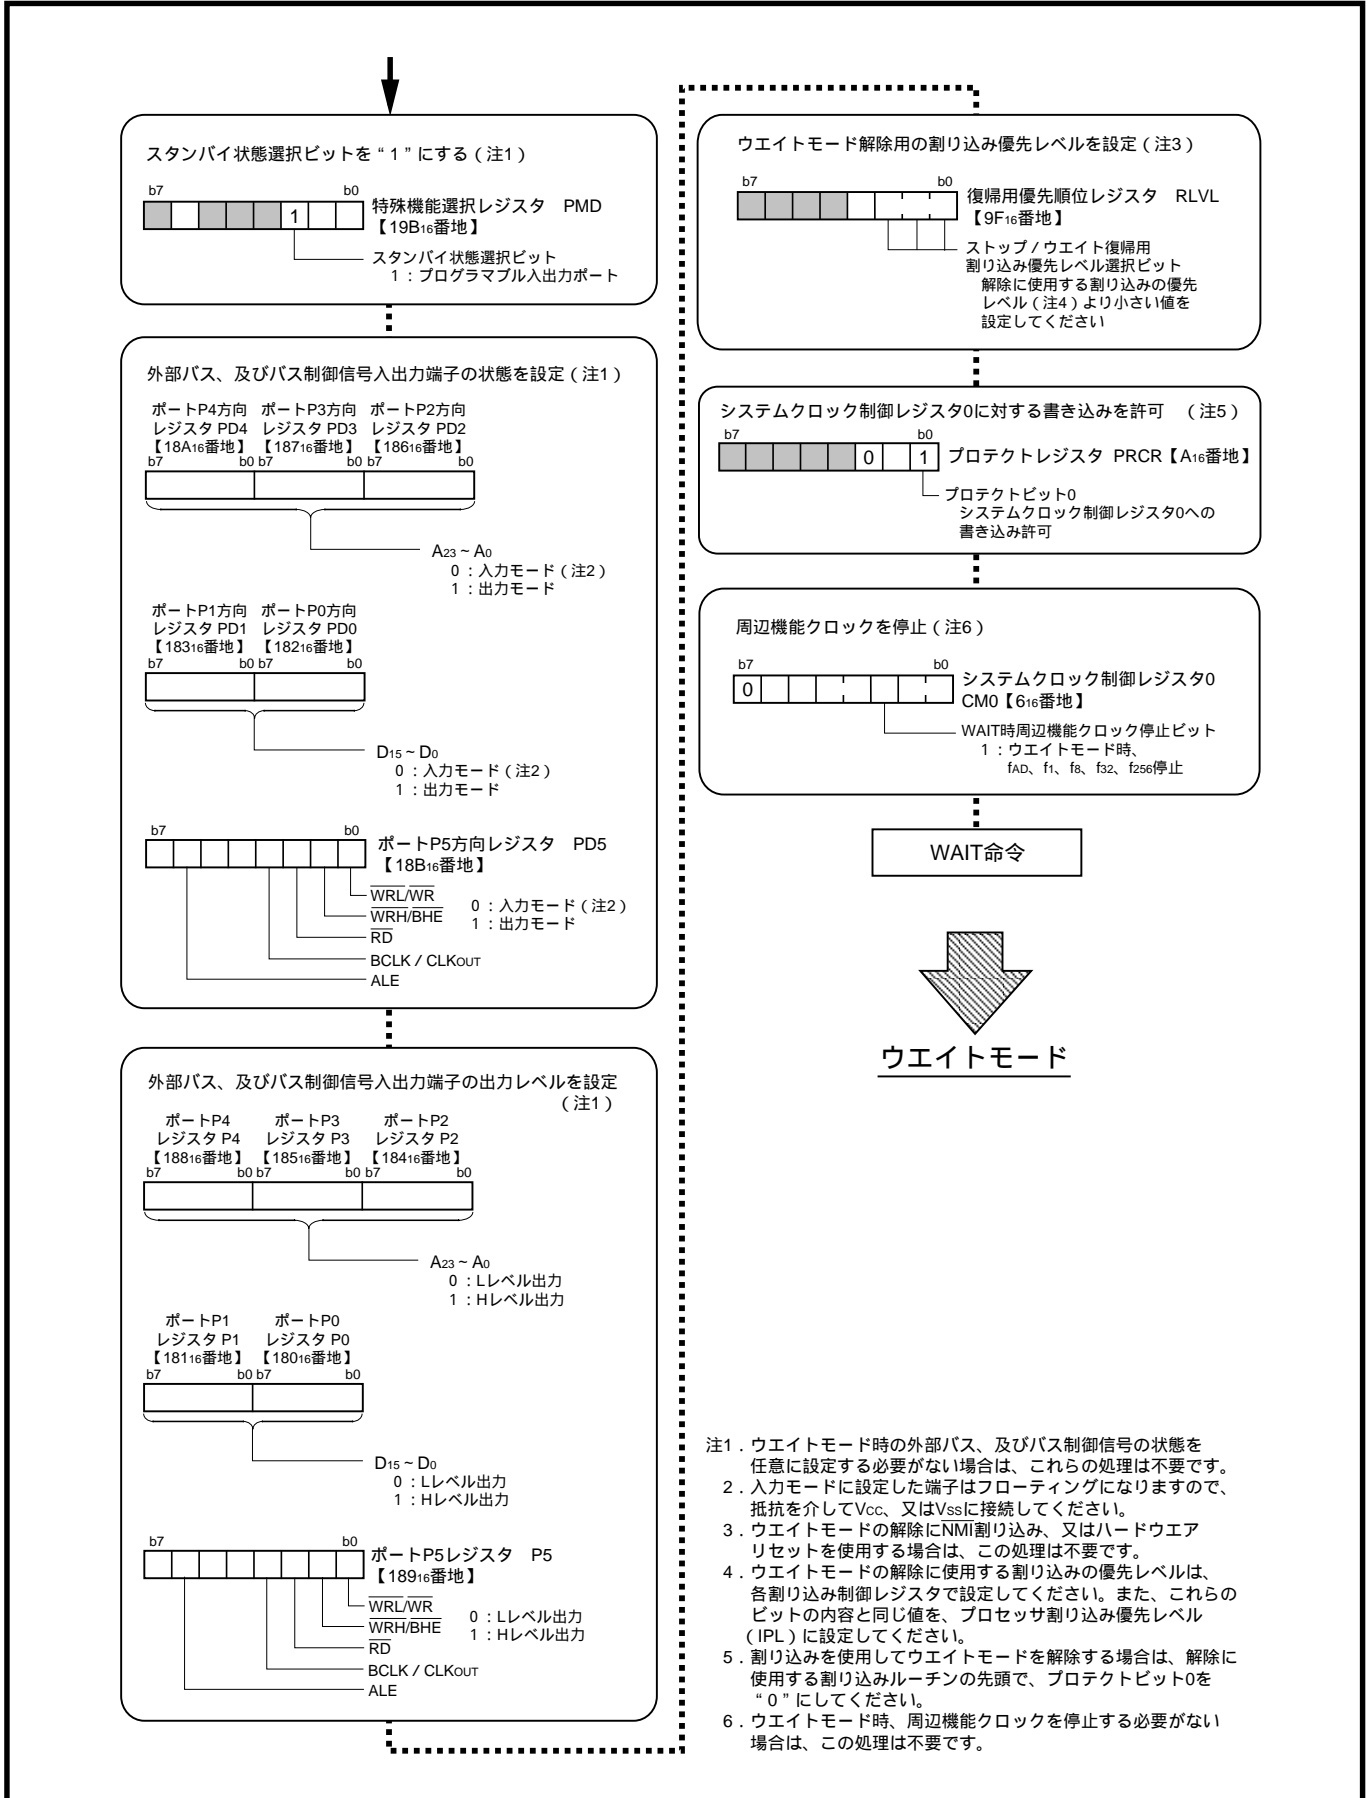 スタンバイ状態選択ビットを“1”にする（注1）
b7 b0
1
特殊機能選択レジスタ PMD
【19B16番地】
スタンバイ状態選択ビット
1：プログラマブル入出力ポート
外部バス、及びバス制御信号入出力端子の状態を設定（注1）
ポートP4方向 ポートP3方向 ポートP2方向
レジスタ PD4 レジスタ PD3 レジスタ PD2
【18A16番地】 【18716番地】 【18616番地】
b7 b0 b7 b0 b7 b0
A23～A0
0：入力モード（注2）
1：出力モード
ポートP1方向 ポートP0方向
レジスタ PD1 レジスタ PD0
【18316番地】 【18216番地】
b7 b0 b7 b0
D15～D0
0：入力モード（注2）
1：出力モード
b7 b0
ポートP5方向レジスタ PD5
【18B16番地】
WRL/WR
WRH/BHE
RD
0：入力モード（注2）
1：出力モード
BCLK / CLKOUT
ALE
外部バス、及びバス制御信号入出力端子の出力レベルを設定
（注1）
ポートP4 ポートP3 ポートP2
レジスタ P4 レジスタ P3 レジスタ P2
【18816番地】 【18516番地】 【18416番地】
b7 b0 b7 b0 b7 b0
A23～A0
0：Lレベル出力
1：Hレベル出力
ポートP1 ポートP0
レジスタ P1 レジスタ P0
【18116番地】 【18016番地】
b7 b0 b7 b0
D15～D0
0：Lレベル出力
1：Hレベル出力
b7 b0
ポートP5レジスタ P5
【18916番地】
WRL/WR
WRH/BHE
RD
0：Lレベル出力
1：Hレベル出力
BCLK / CLKOUT
ALE
ウエイトモード解除用の割り込み優先レベルを設定（注3）
b7 b0
復帰用優先順位レジスタ RLVL
【9F16番地】
ストップ／ウエイト復帰用
割り込み優先レベル選択ビット
解除に使用する割り込みの優先
レベル（注4）より小さい値を
設定してください
システムクロック制御レジスタ0に対する書き込みを許可 （注5）
b7 b0
0 1
プロテクトレジスタ PRCR【A16番地】
プロテクトビット0
システムクロック制御レジスタ0への
書き込み許可
周辺機能クロックを停止（注6）
b7 b0
0
システムクロック制御レジスタ0
CM0【616番地】
WAIT時周辺機能クロック停止ビット
1：ウエイトモード時、
fAD、f1、f8、f32、f256停止
WAIT命令
ウエイトモード
注1．ウエイトモード時の外部バス、及びバス制御信号の状態を
任意に設定する必要がない場合は、これらの処理は不要です。
2．入力モードに設定した端子はフローティングになりますので、
抵抗を介してVCC、又はVSSに接続してください。
3．ウエイトモードの解除にNMI割り込み、又はハードウエア
リセットを使用する場合は、この処理は不要です。
4．ウエイトモードの解除に使用する割り込みの優先レベルは、
各割り込み制御レジスタで設定してください。また、これらの
ビットの内容と同じ値を、プロセッサ割り込み優先レベル
（IPL）に設定してください。
5．割り込みを使用してウエイトモードを解除する場合は、解除に
使用する割り込みルーチンの先頭で、プロテクトビット0を
“0”にしてください。
6．ウエイトモード時、周辺機能クロックを停止する必要がない
場合は、この処理は不要です。